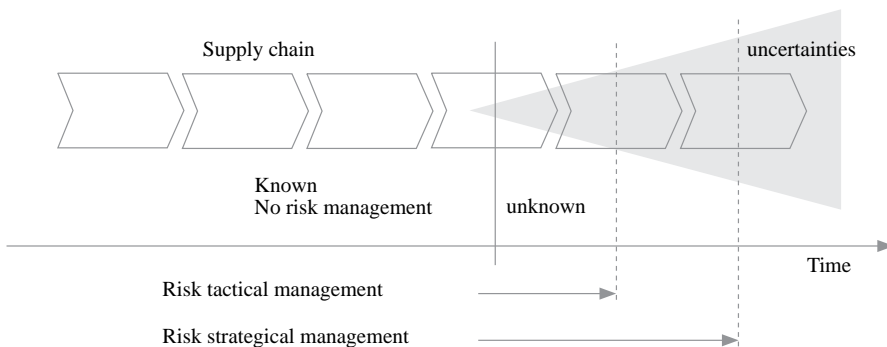 Supply chain
uncertainties
Known
No risk management
unknown
Time
Risk tactical management
Risk strategical management